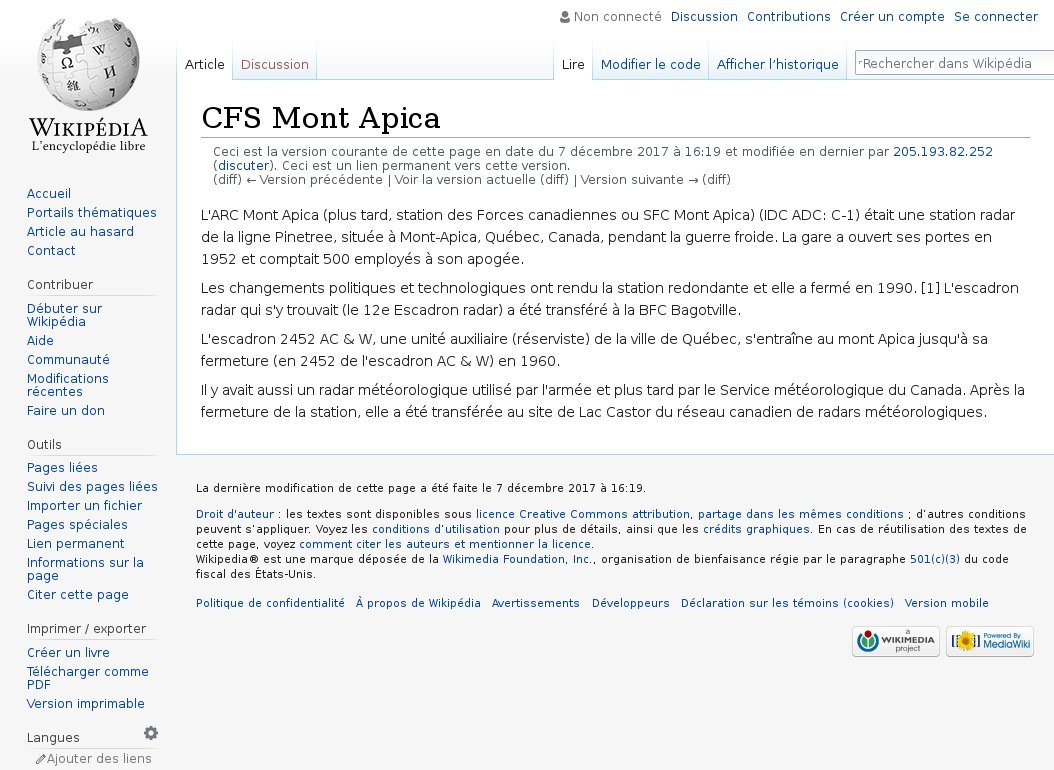 Non connecté Discussion Contributions Créer un compte Se connecter
Article Discussion Lire Modifier le code Afficher l’historique Rechercher dans Wikipédia
WIKIPÉDIA
L'encyclopédie libre
Accueil
Portails thématiques
Article au hasard
Contact
Contribuer
Débuter sur
Wikipédia
Aide
Communauté
Modifications
récentes
Faire un don
Outils
Pages liées
Suivi des pages liées
Importer un fichier
Pages spéciales
Lien permanent
Informations sur la
page
Citer cette page
Imprimer / exporter
Créer un livre
Télécharger comme
PDF
Version imprimable
Langues
Ajouter des liens
CFS Mont Apica
Ceci est la version courante de cette page en date du 7 décembre 2017 à 16:19 et modifiée en dernier par 205.193.82.252
(discuter). Ceci est un lien permanent vers cette version.
(diff) ← Version précédente | Voir la version actuelle (diff) | Version suivante → (diff)
L'ARC Mont Apica (plus tard, station des Forces canadiennes ou SFC Mont Apica) (IDC ADC: C-1) était une station radar
de la ligne Pinetree, située à Mont-Apica, Québec, Canada, pendant la guerre froide. La gare a ouvert ses portes en
1952 et comptait 500 employés à son apogée.
Les changements politiques et technologiques ont rendu la station redondante et elle a fermé en 1990. [1] L'escadron
radar qui s'y trouvait (le 12e Escadron radar) a été transféré à la BFC Bagotville.
L'escadron 2452 AC & W, une unité auxiliaire (réserviste) de la ville de Québec, s'entraîne au mont Apica jusqu'à sa
fermeture (en 2452 de l'escadron AC & W) en 1960.
Il y avait aussi un radar météorologique utilisé par l'armée et plus tard par le Service météorologique du Canada. Après la
fermeture de la station, elle a été transférée au site de Lac Castor du réseau canadien de radars météorologiques.
La dernière modification de cette page a été faite le 7 décembre 2017 à 16:19.
Droit d'auteur : les textes sont disponibles sous licence Creative Commons attribution, partage dans les mêmes conditions ; d’autres conditions
peuvent s’appliquer. Voyez les conditions d’utilisation pour plus de détails, ainsi que les crédits graphiques. En cas de réutilisation des textes de
cette page, voyez comment citer les auteurs et mentionner la licence.
Wikipedia® est une marque déposée de la Wikimedia Foundation, Inc., organisation de bienfaisance régie par le paragraphe 501(c)(3) du code
fiscal des États-Unis.
Politique de confidentialité À propos de Wikipédia Avertissements Développeurs Déclaration sur les témoins (cookies) Version mobile
a
WIKIMEDIA
project
Powered By
MediaWiki